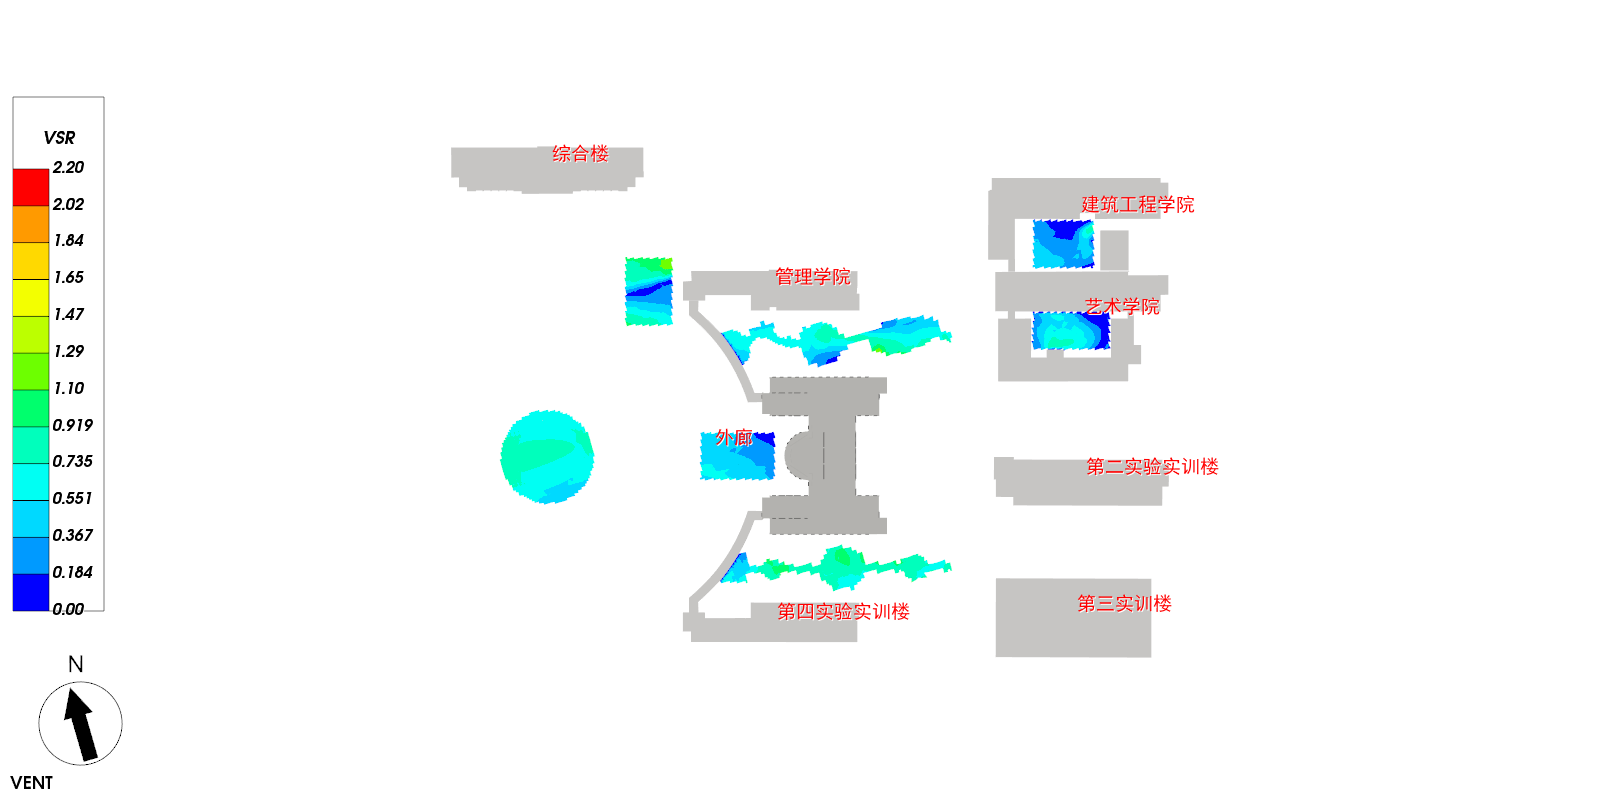 VSR
2.20
2.02
1.84
1.65
1.47
1.29
1.10
0.919
0.735
0.551
0.367
0.184
0.00
N
VENT
综合楼
建筑工程学院
管理学院
艺术学院
外廊
第二实验实训楼
第三实训楼
第四实验实训楼